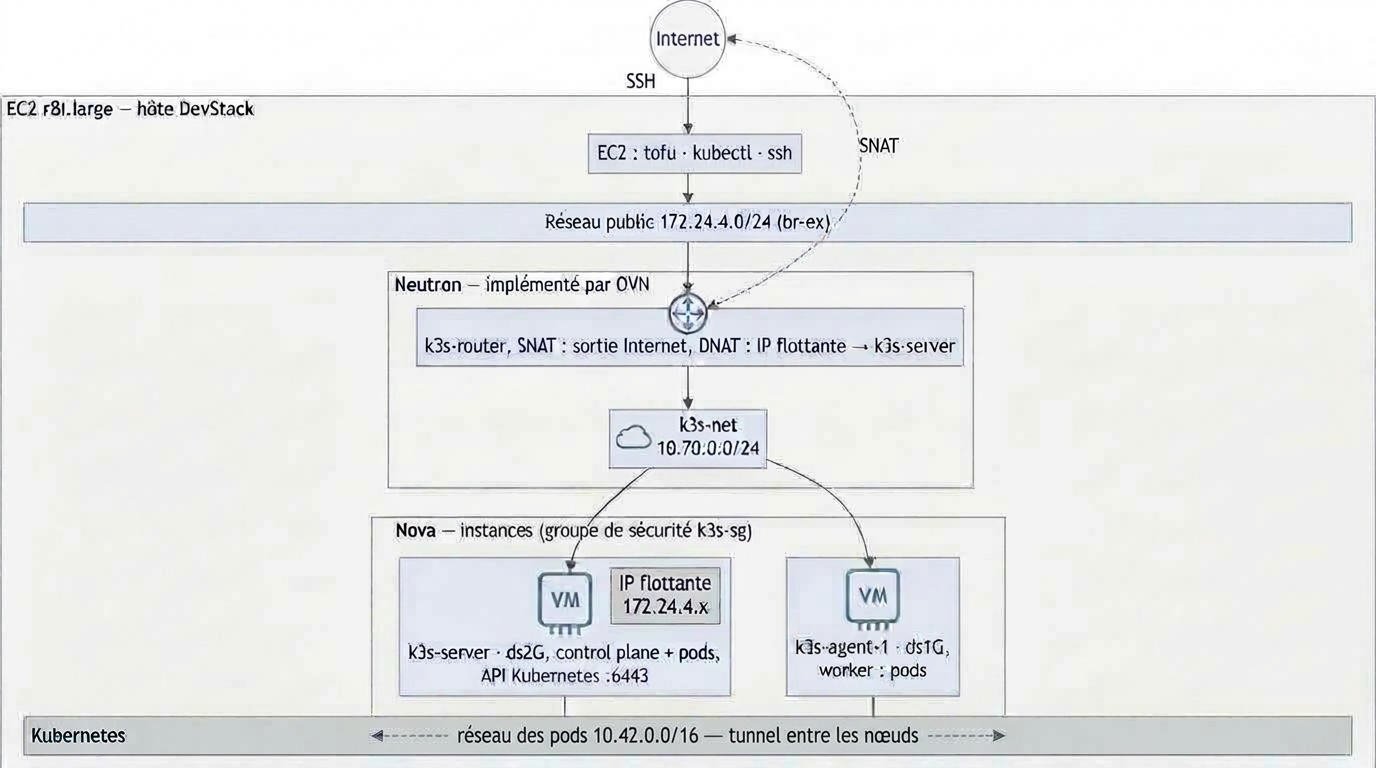 Internet
SSH
EC2 r8i.large – hôte DevStack
SNAT
EC2 : tofu · kubectl · ssh
Réseau public 172.24.4.0/24 (br-ex)
Neutron – implémenté par OVN
k3s-router, SNAT : sortie Internet, DNAT : IP flottante → k3s-server
k3s-net
10.70.0.0/24
Nova – instances (groupe de sécurité k3s-sg)
VM
IP flottante
172.24.4.x
VM
k3s-server · ds2G, control plane + pods,
API Kubernetes :6443
k3s-agent-1 · ds1G,
worker : pods
Kubernetes
réseau des pods 10.42.0.0/16 — tunnel entre les nœuds